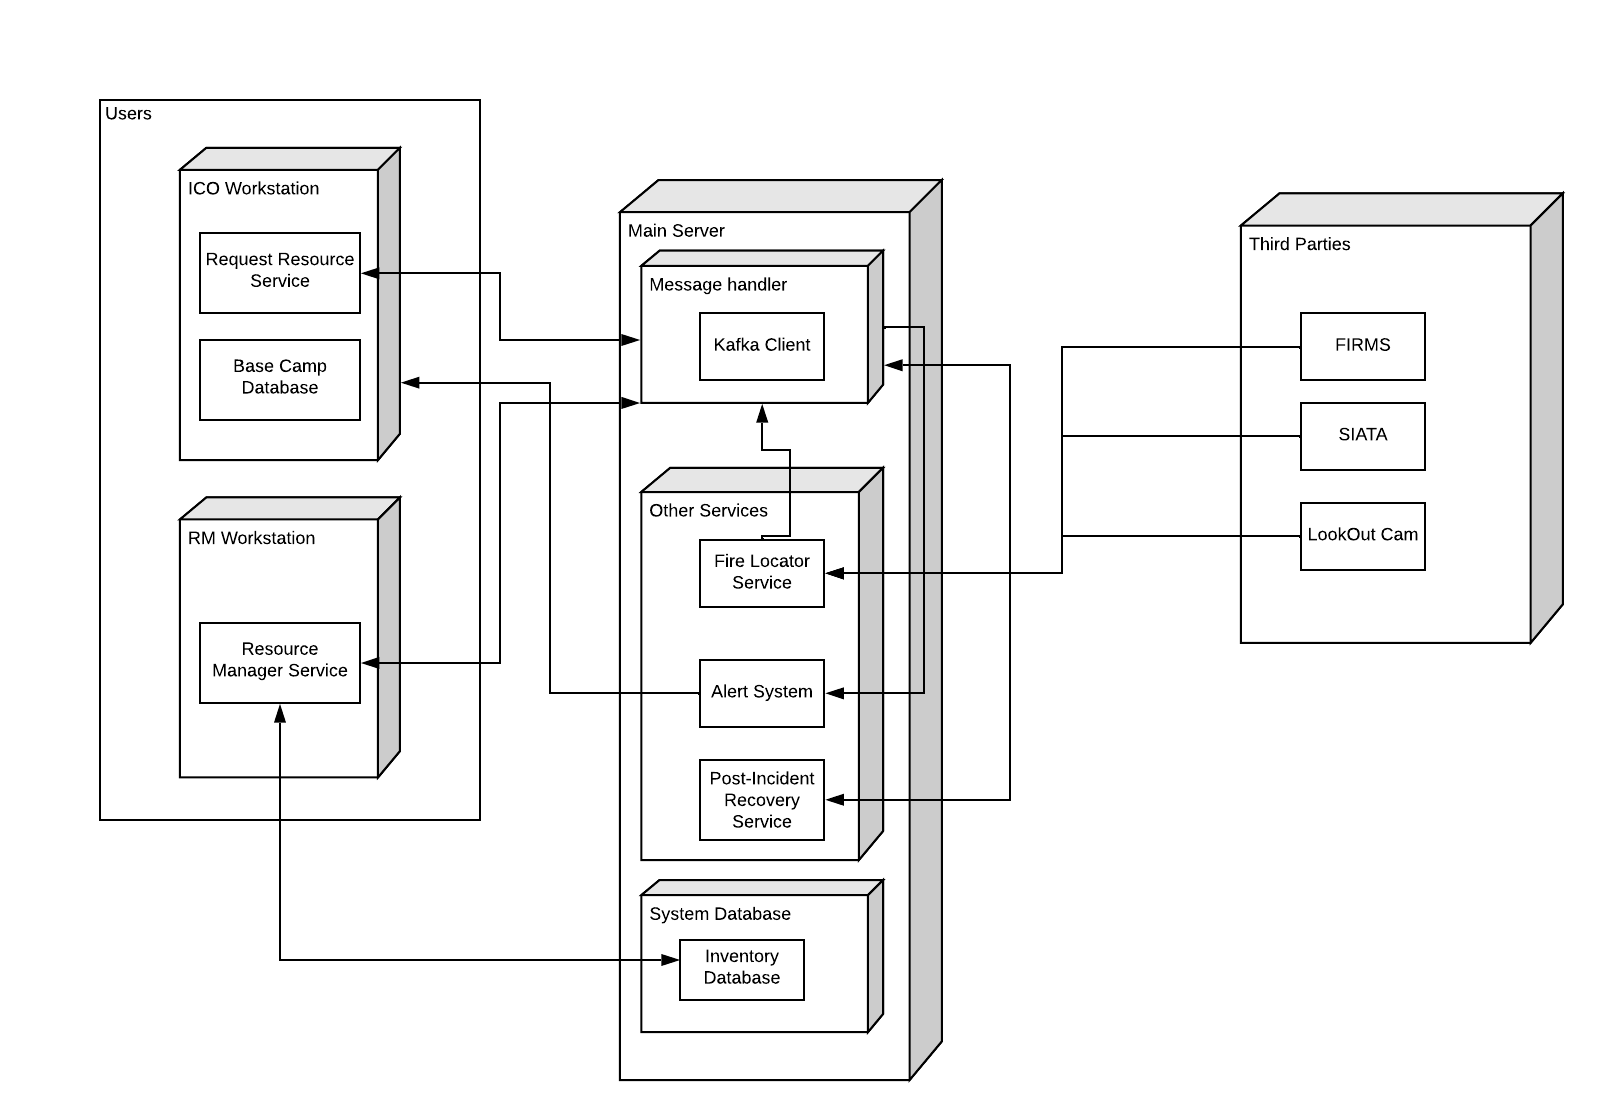 Users
ICO Workstation
Request Resource
Service
Base Camp
Database
RM Workstation
Resource
Manager Service
Main Server
Message handler
Kafka Client
Other Services
Fire Locator
Service
Alert System
Post-Incident
Recovery
Service
System Database
Inventory
Database
Third Parties
FIRMS
SIATA
LookOut Cam